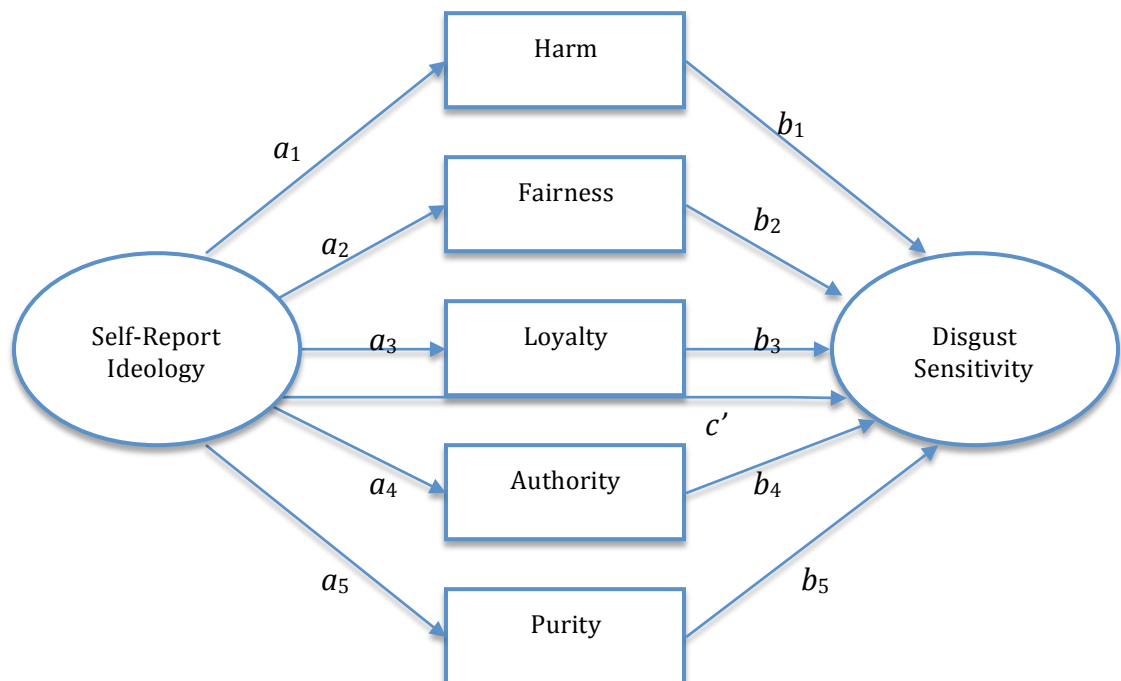 Harm
a1
b1
Fairness
a2
b2
Self-Report
Ideology
a3
Loyalty
b3
Disgust
Sensitivity
c’
a4
Authority
b4
a5
Purity
b5